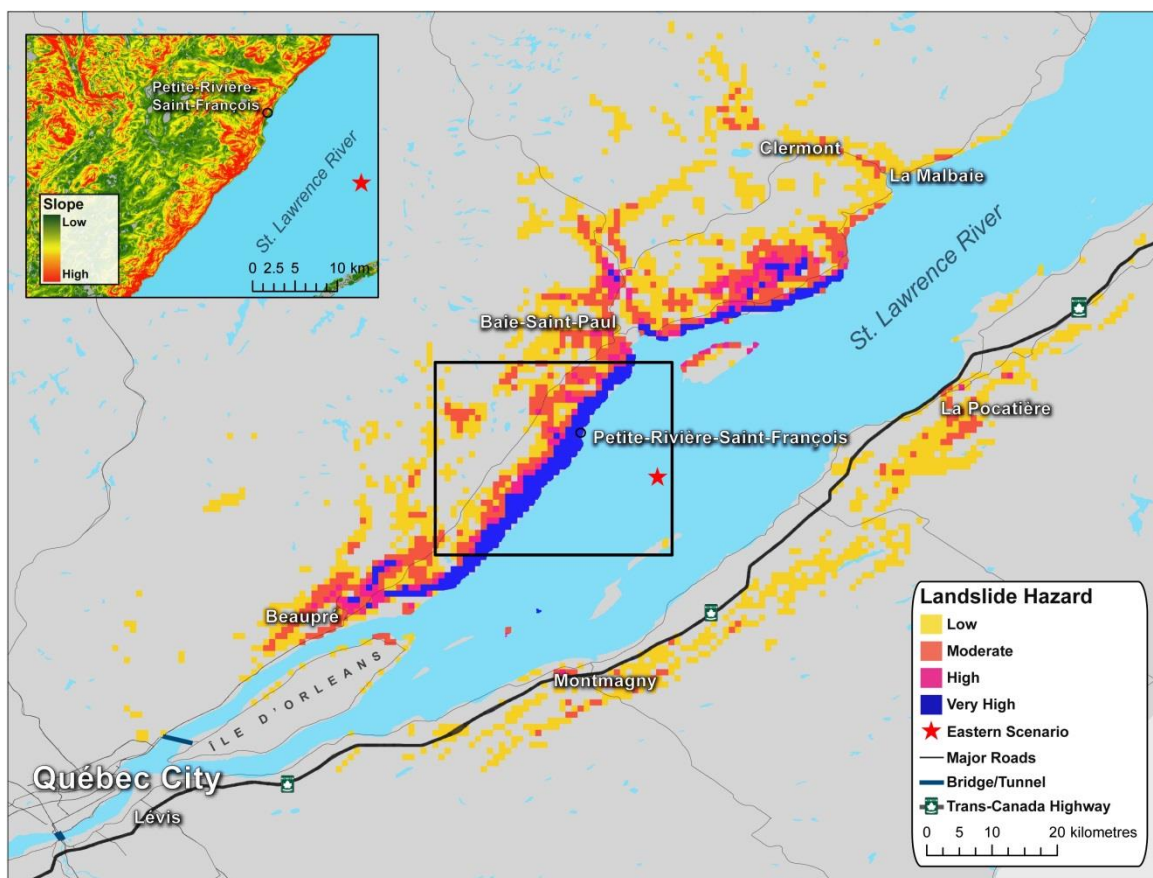 Petite-Rivière-
Saint-François
St. Lawrence River
Slope
Low
High
0 2.5 5 10 km
Clermont
La Malbaie
St. Lawrence River
Baie-Saint-Paul
La Pocatière
Petite-Rivière-Saint-François
Beaupré
ÎLE D'ORLEANS
Montmagny
Québec City
Lévis
Landslide Hazard
Low
Moderate
High
Very High
Eastern Scenario
Major Roads
Bridge/Tunnel
Trans-Canada Highway
0 5 10 20 kilometres